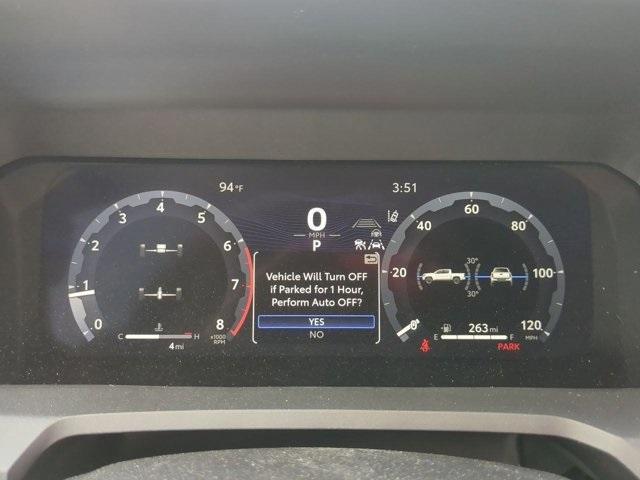 94°F
3:51
0
MPH
P
0
1
2
3
4
5
6
7
8
x1000
RPM
C
H
4 mi
Vehicle Will Turn OFF
if Parked for 1 Hour,
Perform Auto OFF?
YES
NO
0
20
40
60
80
100
120
MPH
30°
30°
E
F
263 mi
PARK